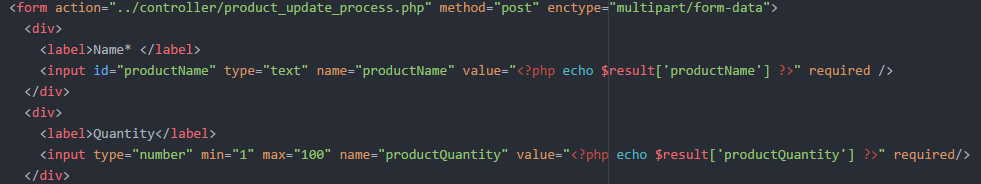 <form action="../controller/product_update_process.php" method="post" enctype="multipart/form-data">
<div>
<label>Name* </label>
<input id="productName" type="text" name="productName" value="<?php echo $result['productName'] ?>" required />
</div>
<div>
<label>Quantity</label>
<input type="number" min="1" max="100" name="productQuantity" value="<?php echo $result['productQuantity'] ?>" required/>
</div>